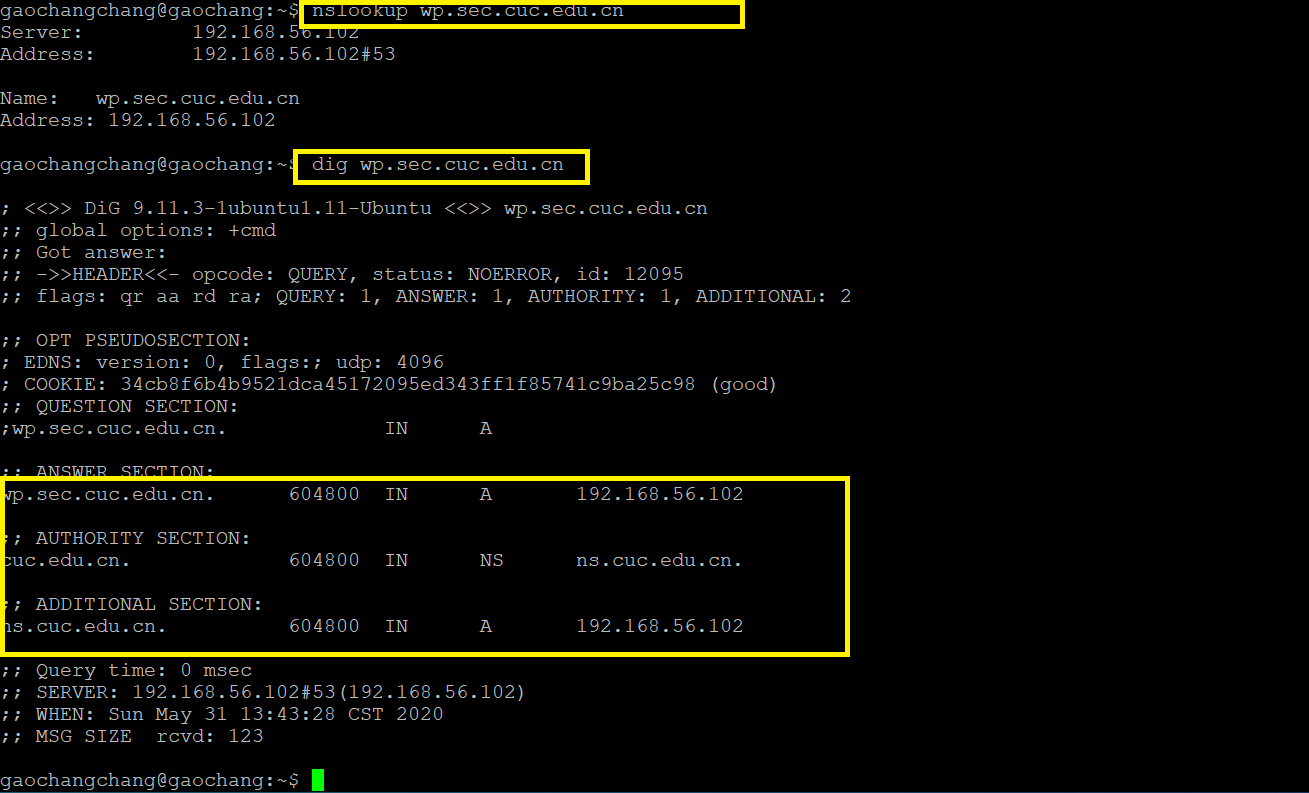 gaochangchang@gaochang:~$ nslookup wp.sec.cuc.edu.cn
Server:         192.168.56.102
Address:        192.168.56.102#53
Name:   wp.sec.cuc.edu.cn
Address: 192.168.56.102
gaochangchang@gaochang:~$ dig wp.sec.cuc.edu.cn
; <<>> DiG 9.11.3-1ubuntu1.11-Ubuntu <<>> wp.sec.cuc.edu.cn
;; global options: +cmd
;; Got answer:
;; ->>HEADER<<- opcode: QUERY, status: NOERROR, id: 12095
;; flags: qr aa rd ra; QUERY: 1, ANSWER: 1, AUTHORITY: 1, ADDITIONAL: 2
;; OPT PSEUDOSECTION:
; EDNS: version: 0, flags:; udp: 4096
; COOKIE: 34cb8f6b4b9521dca45172095ed343ff1f85741c9ba25c98 (good)
;; QUESTION SECTION:
;wp.sec.cuc.edu.cn.             IN      A
;; ANSWER SECTION:
wp.sec.cuc.edu.cn.      604800  IN      A       192.168.56.102
;; AUTHORITY SECTION:
cuc.edu.cn.             604800  IN      NS      ns.cuc.edu.cn.
;; ADDITIONAL SECTION:
ns.cuc.edu.cn.          604800  IN      A       192.168.56.102
;; Query time: 0 msec
;; SERVER: 192.168.56.102#53(192.168.56.102)
;; WHEN: Sun May 31 13:43:28 CST 2020
;; MSG SIZE  rcvd: 123
gaochangchang@gaochang:~$